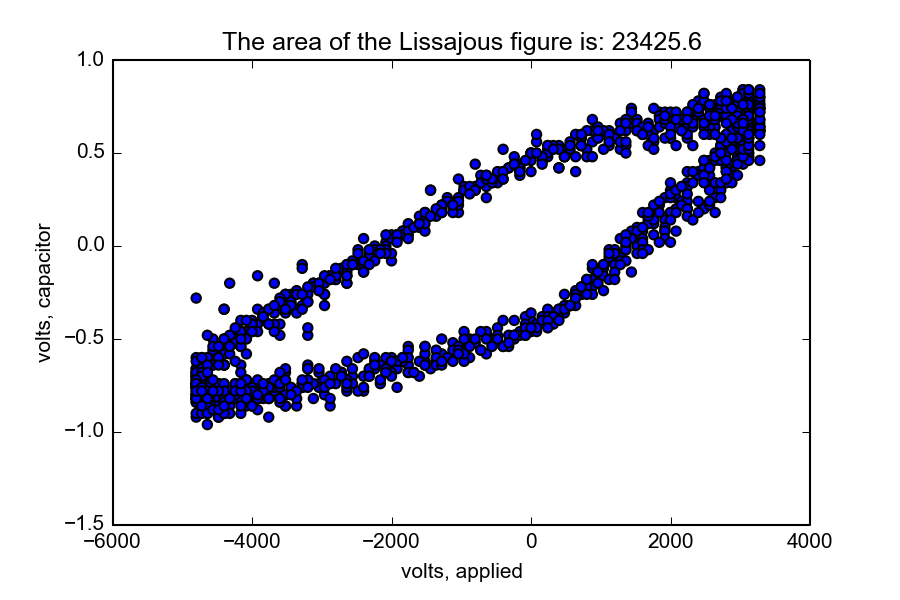 The area of the Lissajous figure is: 23425.6
1.0
0.5
0.0
−0.5
−1.0
−1.5
volts, capacitor
−6000 −4000 −2000 0 2000 4000
volts, applied